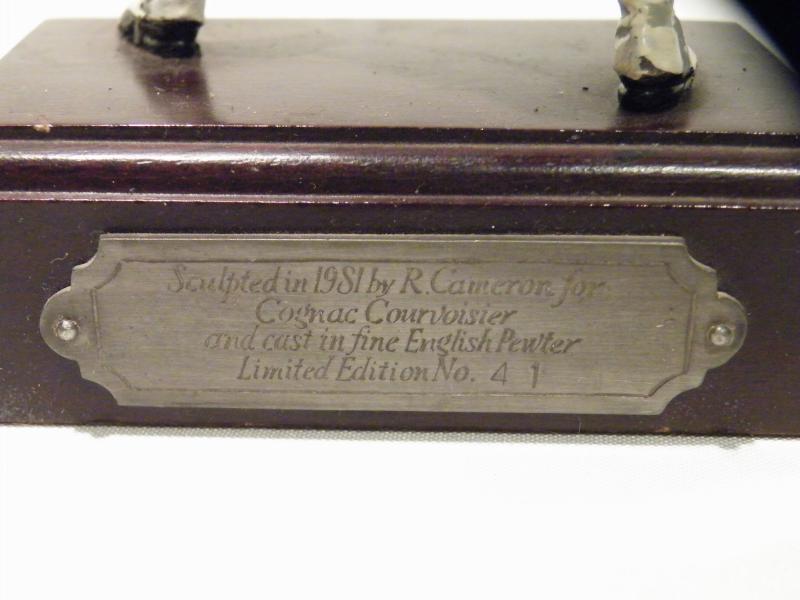 Sculpted in 1981 by R. Cameron for
Cognac Courvoisier
and cast in fine English Pewter
Limited Edition No. 41